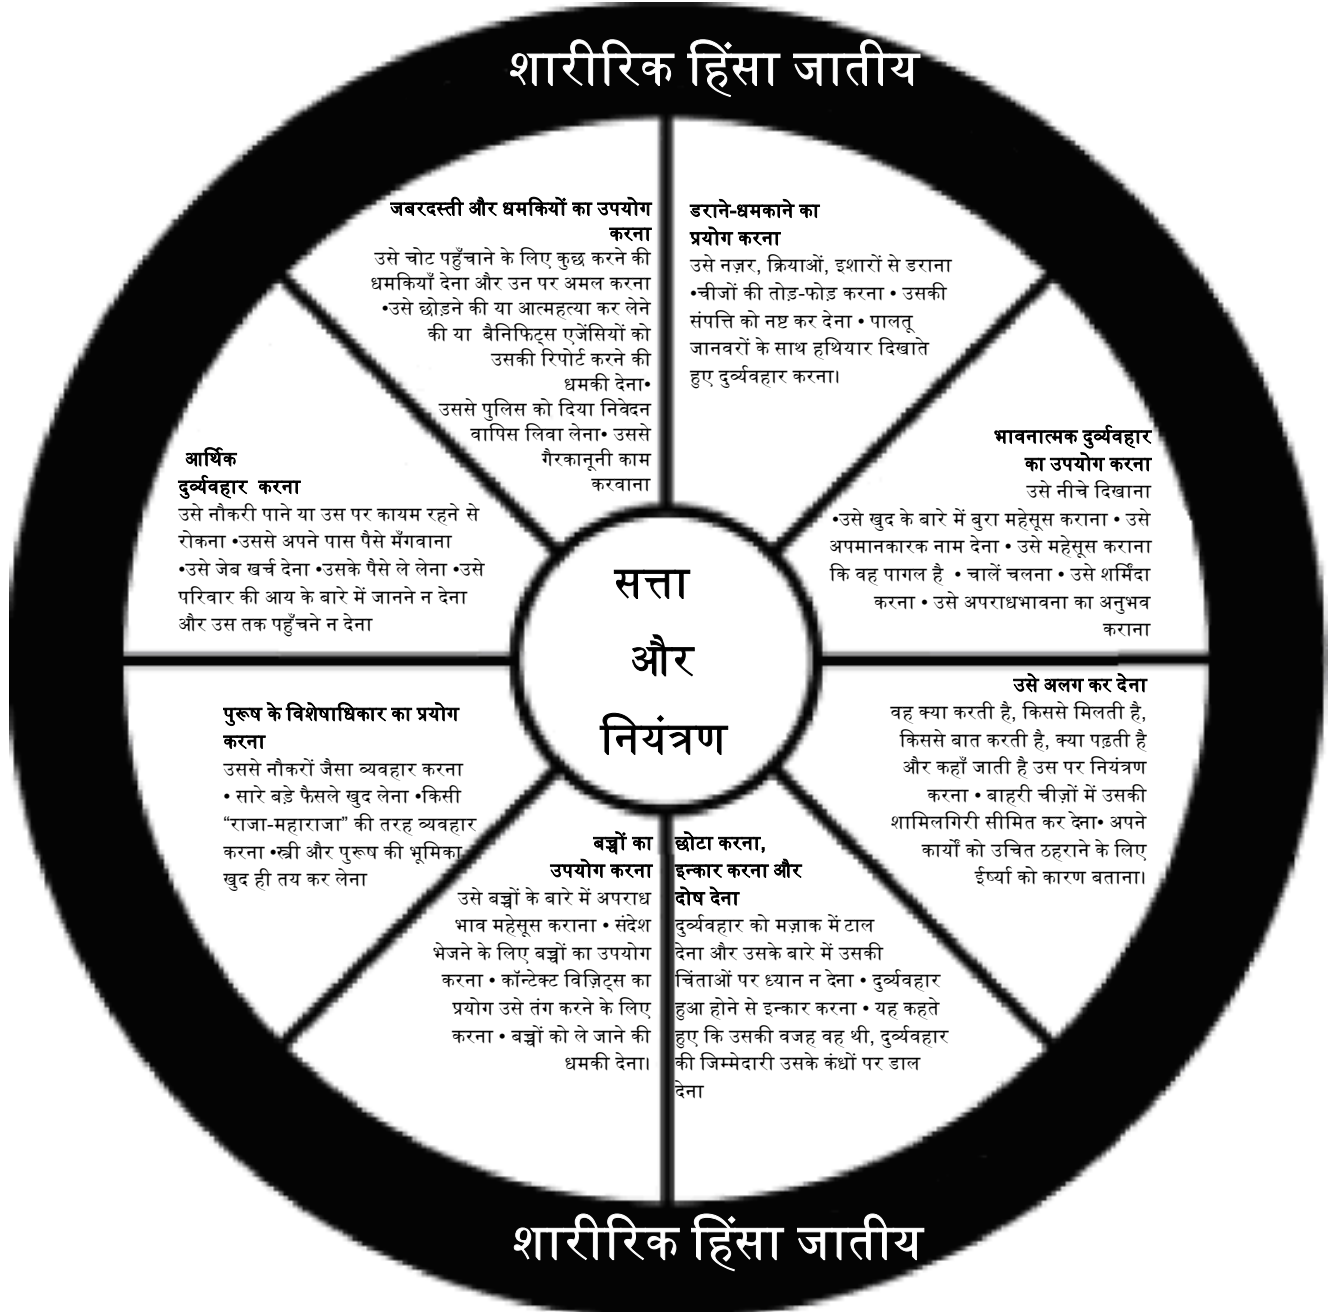 शारीरिक हिंसा जातीय
जबरदस्ती और धमकियों का उपयोग
करना
उसे चोट पहुँचाने के लिए कुछ करने की
धमकियाँ देना और उन पर अमल करना
•उसे छोड़ने की या आत्महत्या कर लेने
की या बैनिफिट्स एजेंसियों को
उसकी रिपोर्ट करने की
धमकी देना•
उससे पुलिस को दिया निवेदन
वापिस लिवा लेना• उससे
गैरकानूनी काम
करवाना
डराने-धमकाने का
प्रयोग करना
उसे नज़र, क्रियाओं, इशारों से डराना
•चीजों की तोड़-फोड़ करना • उसकी
संपत्ति को नष्ट कर देना • पालतू
जानवरों के साथ हथियार दिखाते
हुए दुर्व्यवहार करना।
भावनात्मक दुर्व्यवहार
का उपयोग करना
उसे नीचे दिखाना
•उसे खुद के बारे में बुरा महेसूस कराना • उसे
अपमानकारक नाम देना • उसे महेसूस कराना
कि वह पागल है • चालें चलना • उसे शर्मिंदा
करना • उसे अपराधभावना का अनुभव
कराना
उसे अलग कर देना
वह क्या करती है, किससे मिलती है,
किससे बात करती है, क्या पढ़ती है
और कहाँ जाती है उस पर नियंत्रण
करना • बाहरी चीज़ों में उसकी
शामिलगिरी सीमित कर देना• अपने
कार्यों को उचित ठहराने के लिए
ईर्ष्या को कारण बताना।
छोटा करना,
इन्कार करना और
दोष देना
दुर्व्यवहार को मज़ाक में टाल
देना और उसके बारे में उसकी
चिंताओं पर ध्यान न देना • दुर्व्यवहार
हुआ होने से इन्कार करना • यह कहते
हुए कि उसकी वजह वह थी, दुर्व्यवहार
की जिम्मेदारी उसके कंधों पर डाल
देना
बच्चों का
उपयोग करना
उसे बच्चों के बारे में अपराध
भाव महेसूस कराना • संदेश
भेजने के लिए बच्चों का उपयोग
करना • कॉन्टेक्ट विज़िट्स का
प्रयोग उसे तंग करने के लिए
करना • बच्चों को ले जाने की
धमकी देना।
पुरूष के विशेषाधिकार का प्रयोग
करना
उससे नौकरों जैसा व्यवहार करना
• सारे बड़े फैसले खुद लेना •किसी
“राजा-महाराजा” की तरह व्यवहार
करना •स्त्री और पुरूष की भूमिका
खुद ही तय कर लेना
आर्थिक
दुर्व्यवहार करना
उसे नौकरी पाने या उस पर कायम रहने से
रोकना •उससे अपने पास पैसे मँगवाना
•उसे जेब खर्च देना •उसके पैसे ले लेना •उसे
परिवार की आय के बारे में जानने न देना
और उस तक पहुँचने न देना
सत्ता
और
नियंत्रण
शारीरिक हिंसा जातीय